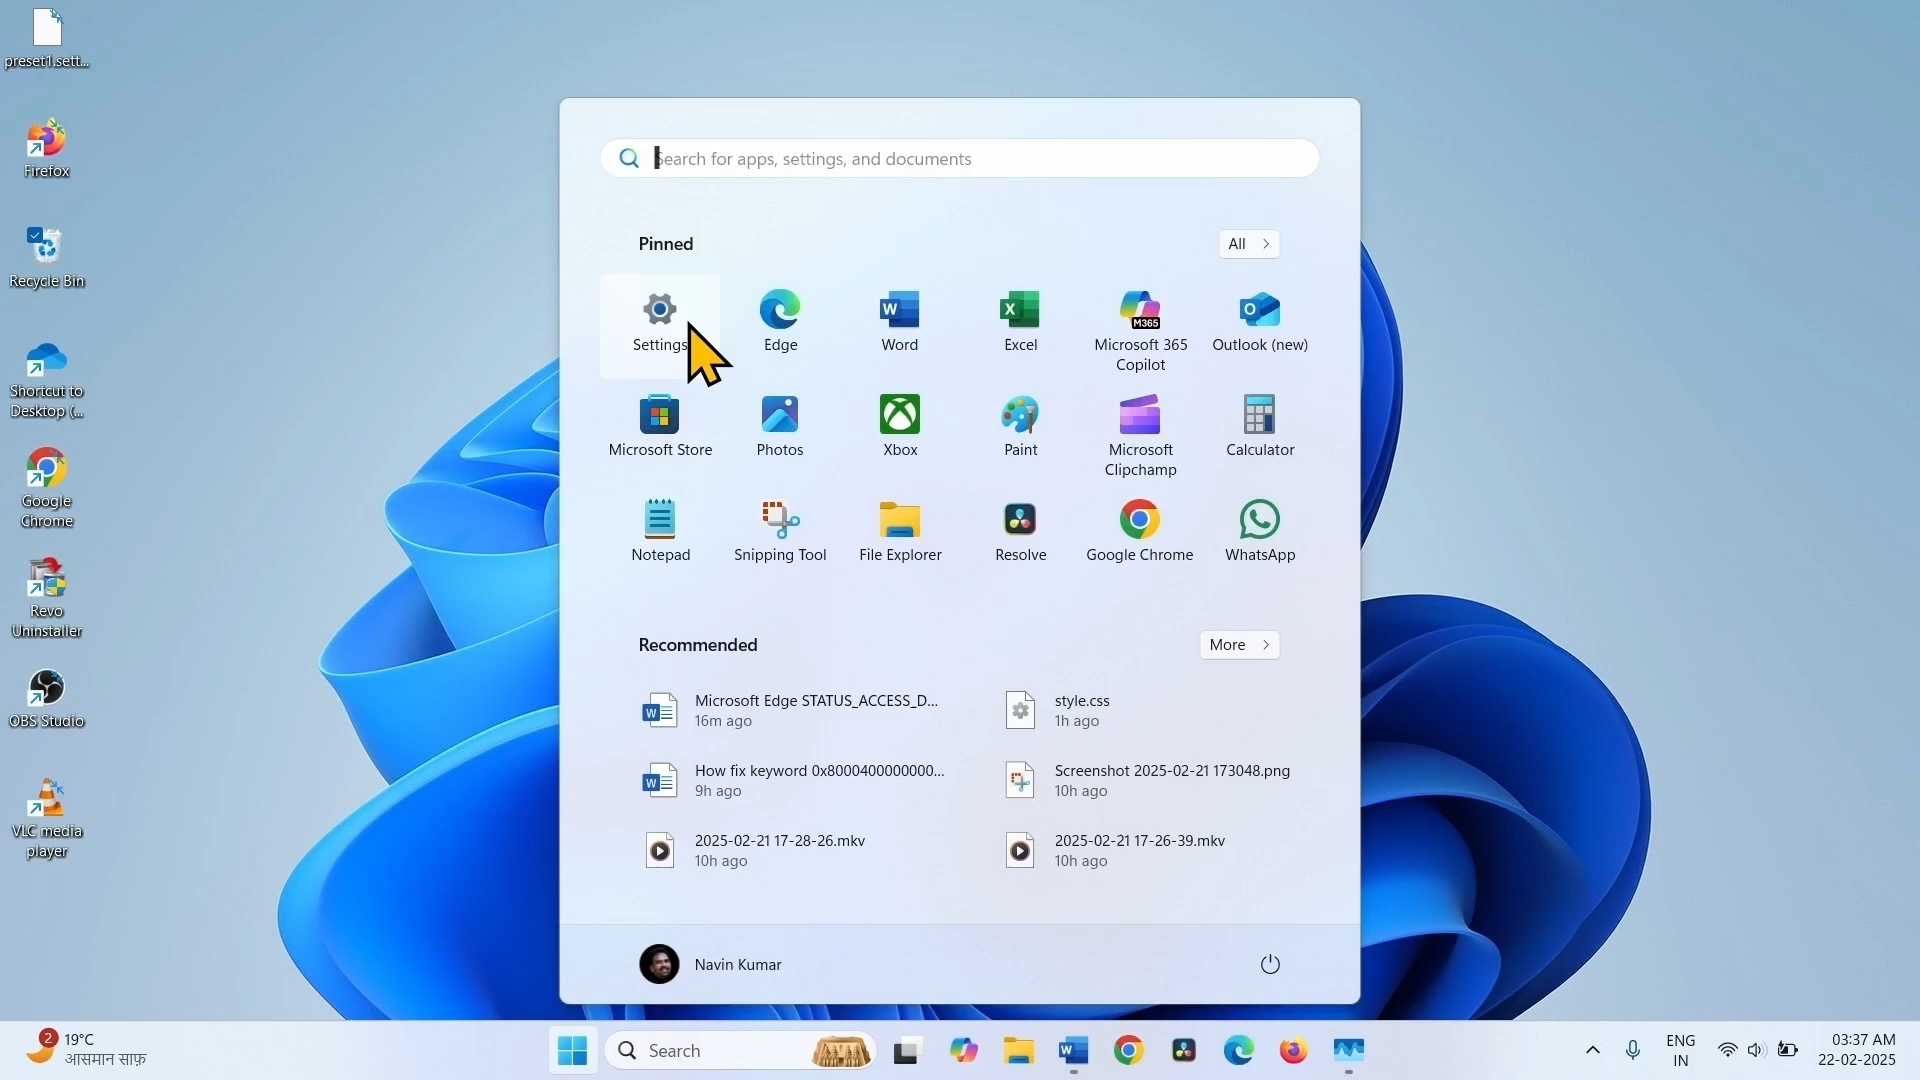 preset1.sett...
Firefox
Recycle Bin
Shortcut to
Desktop (...
Google
Chrome
Revo
Uninstaller
OBS Studio
VLC media
player
Search for apps, settings, and documents
Pinned
All
Settings
Edge
Word
Excel
Microsoft 365
Copilot
M365
Outlook (new)
Microsoft Store
Photos
Xbox
Paint
Microsoft
Clipchamp
Calculator
Notepad
Snipping Tool
File Explorer
Resolve
Google Chrome
WhatsApp
Recommended
More
Microsoft Edge STATUS_ACCESS_D...
16m ago
style.css
1h ago
How fix keyword 0x8000400000000...
9h ago
Screenshot 2025-02-21 173048.png
10h ago
2025-02-21 17-28-26.mkv
10h ago
2025-02-21 17-26-39.mkv
10h ago
Navin Kumar
2
19°C
आसमान साफ़
Search
ENG
IN
03:37 AM
22-02-2025